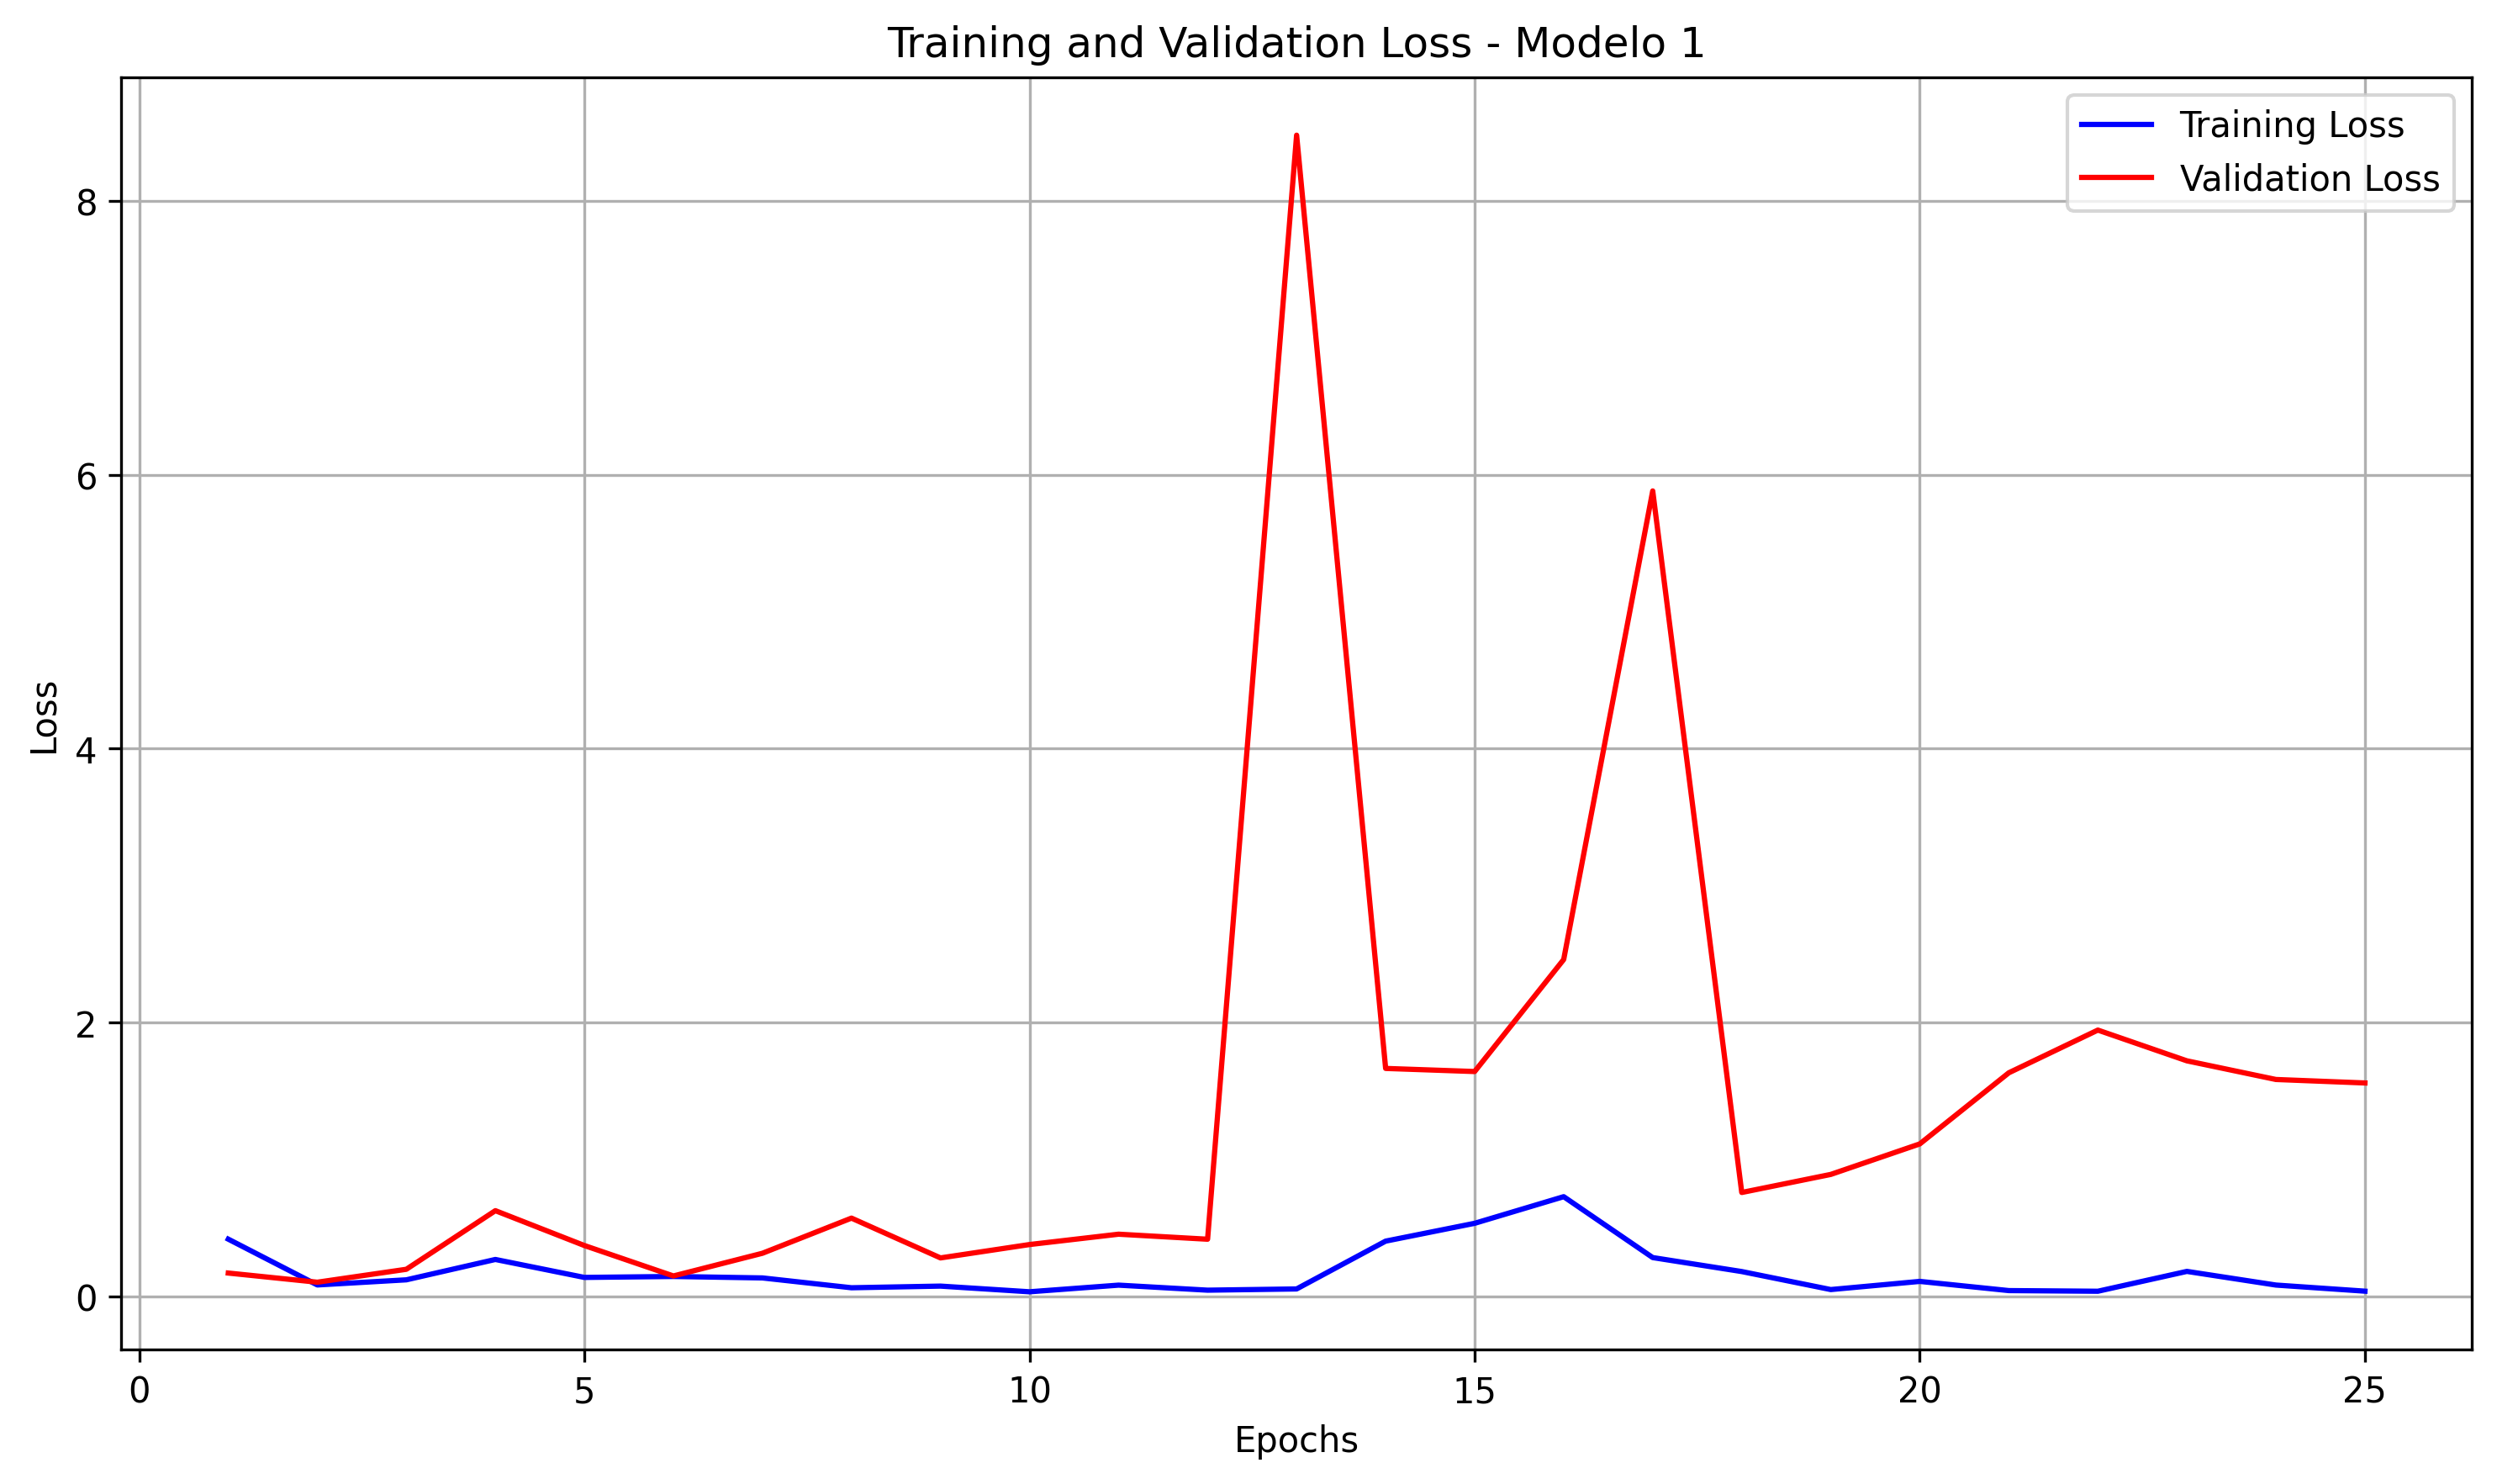 Training and Validation Loss - Modelo 1
Training Loss
Validation Loss
8
6
4
2
0
Loss
0 5 10 15 20 25
Epochs